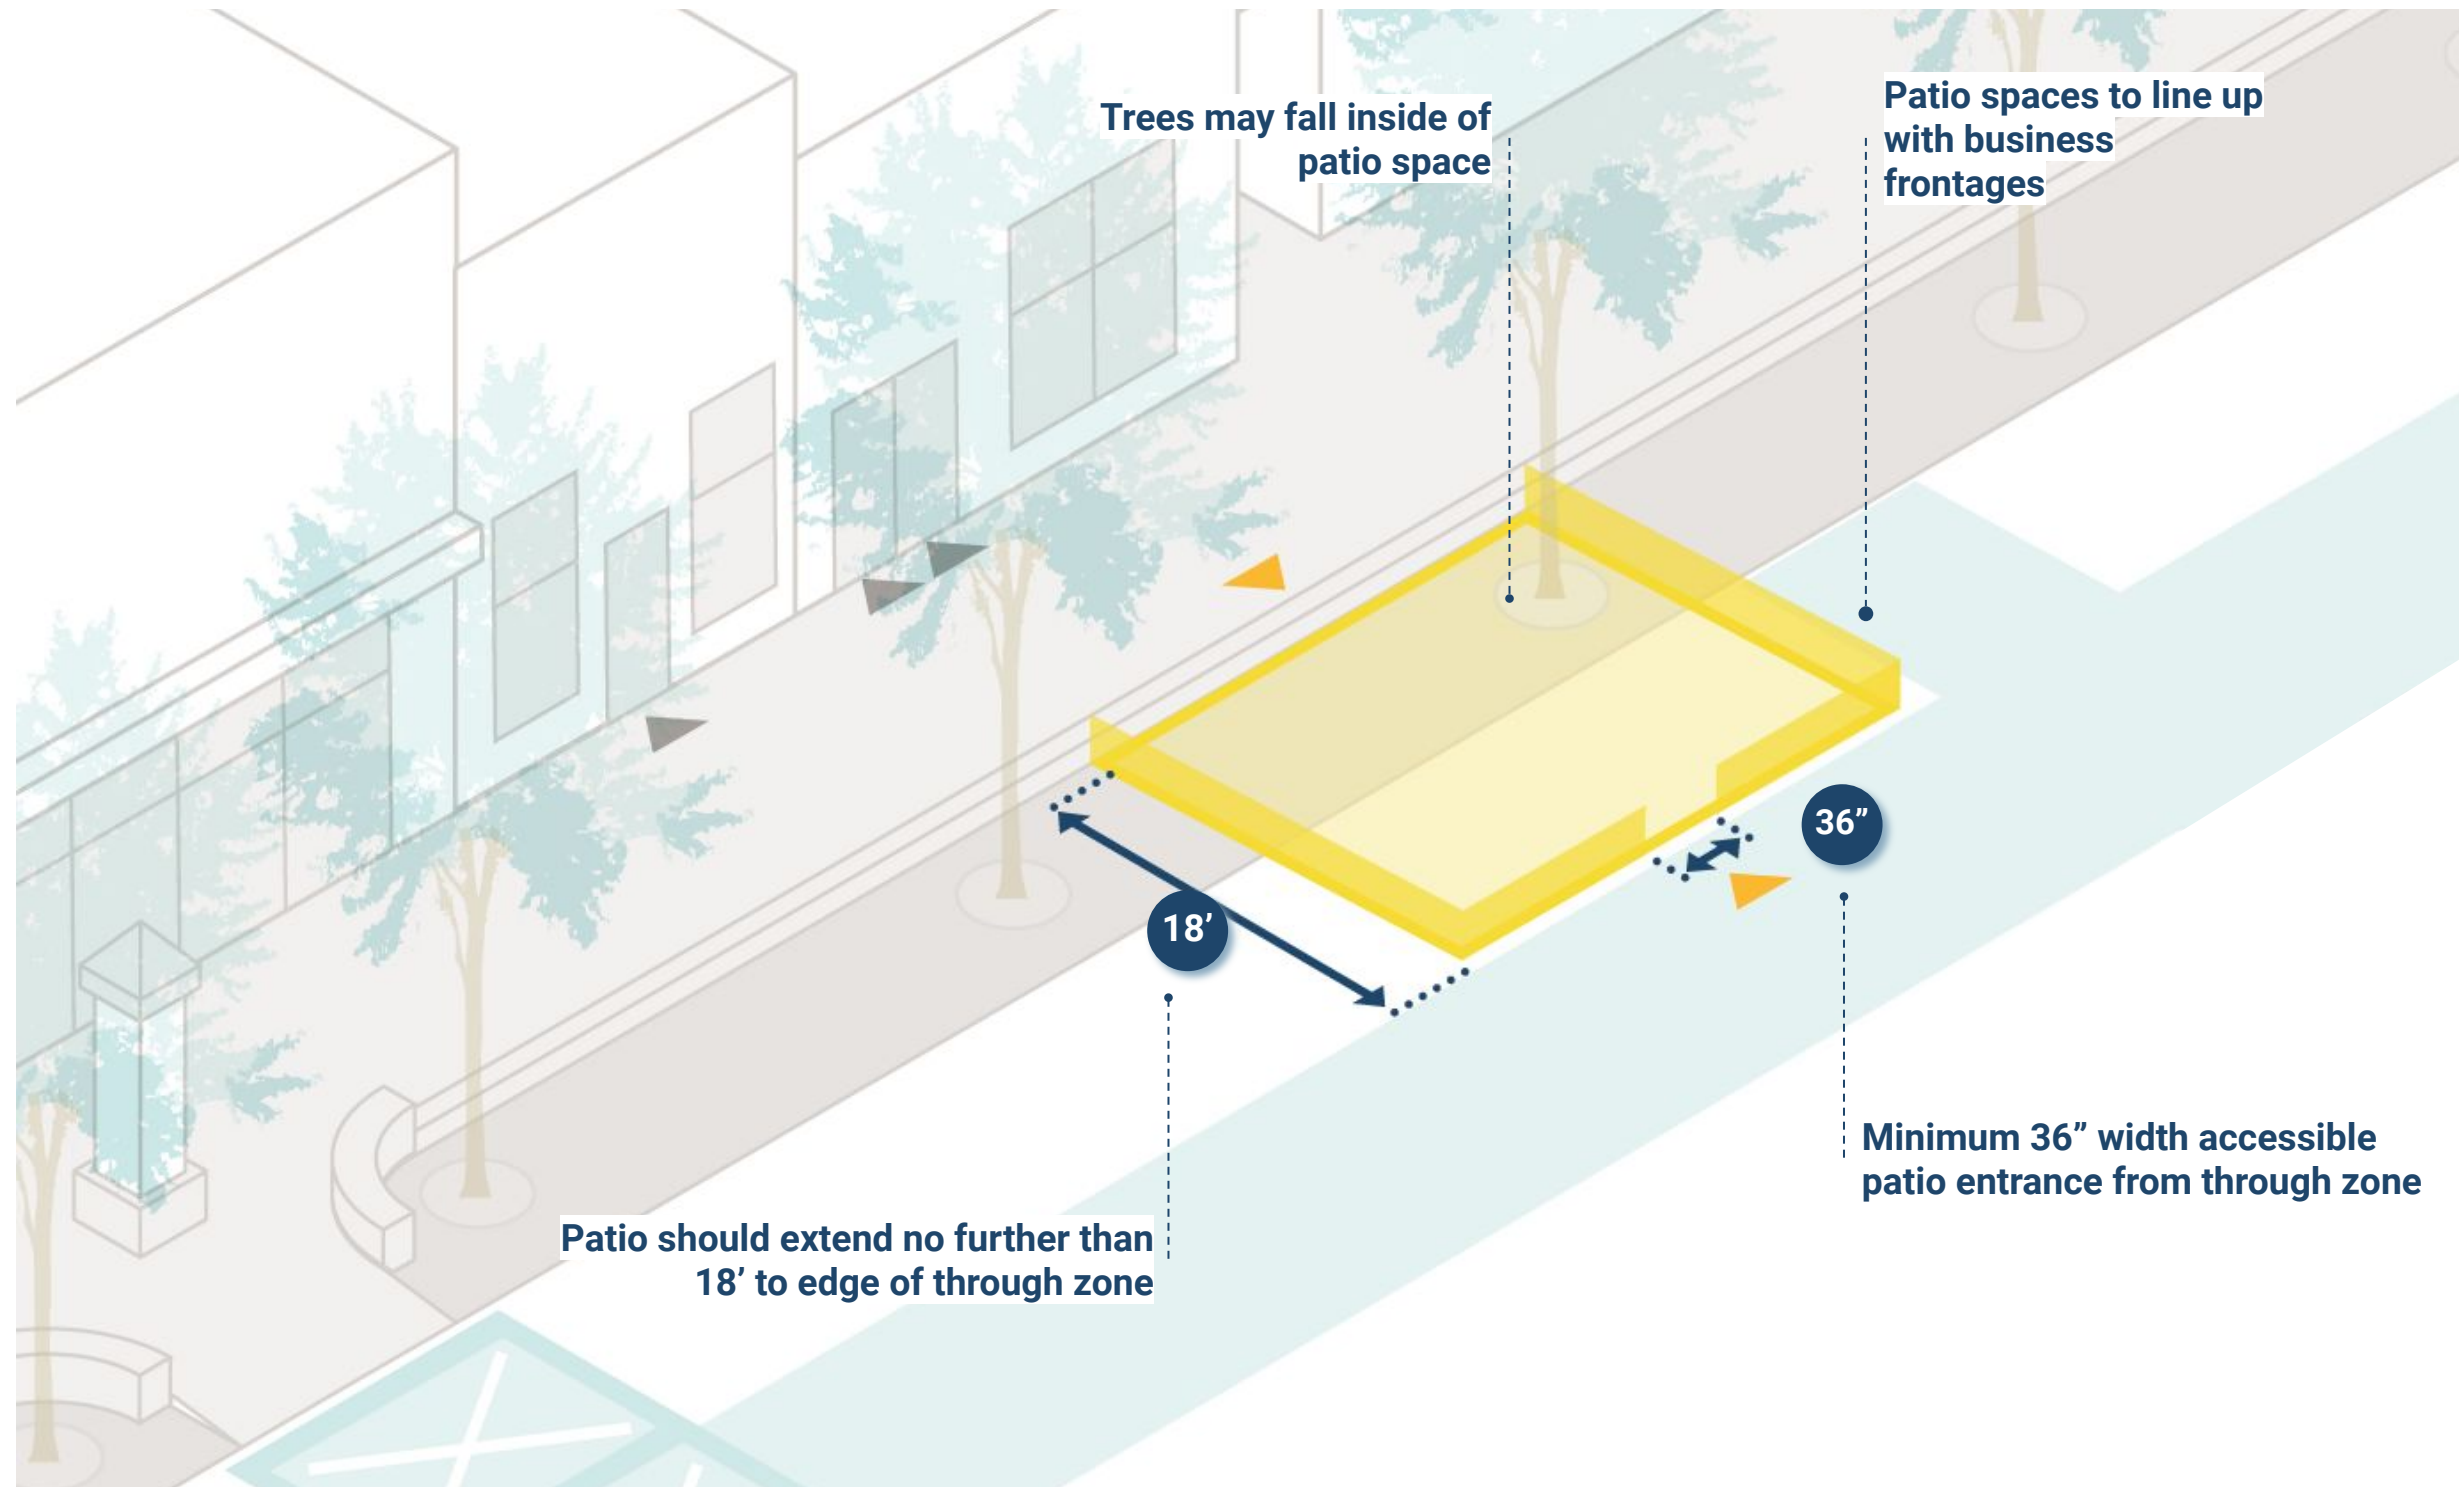 Trees may fall inside of
patio space
Patio spaces to line up
with business
frontages
36”
18’
Minimum 36” width accessible
patio entrance from through zone
Patio should extend no further than
18’ to edge of through zone